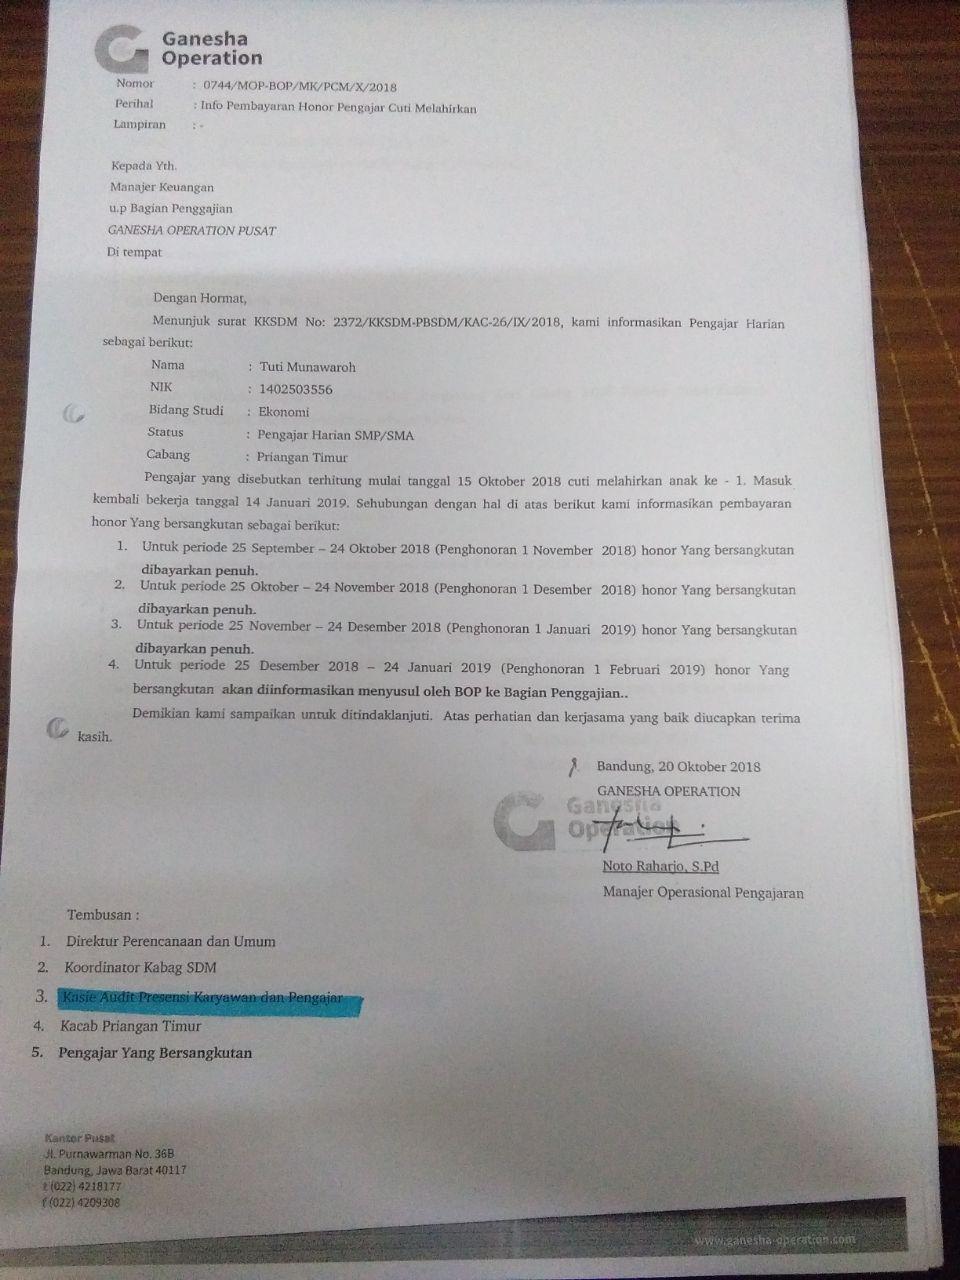 Ganesha
Operation
Nomor : 0744/MOP-BOP/MK/PCM/X/2018
Perihal : Info Pembayaran Honor Pengajar Cuti Melahirkan
Lampiran : -
Kepada Yth.
Manajer Keuangan
u.p Bagian Penggajian
GANESHA OPERATION PUSAT
Di tempat
Dengan Hormat,
Menunjuk surat KKSDM No: 2372/KKSDM-PBSDM/KAC-26/IX/2018, kami informasikan Pengajar Harian
sebagai berikut:
Nama : Tuti Munawaroh
NIK : 1402503556
Bidang Studi : Ekonomi
Status : Pengajar Harian SMP/SMA
Cabang : Priangan Timur
Pengajar yang disebutkan terhitung mulai tanggal 15 Oktober 2018 cuti melahirkan anak ke - 1. Masuk
kembali bekerja tanggal 14 Januari 2019. Sehubungan dengan hal di atas berikut kami informasikan pembayaran
honor Yang bersangkutan sebagai berikut:
1. Untuk periode 25 September – 24 Oktober 2018 (Penghonoran 1 November 2018) honor Yang bersangkutan
dibayarkan penuh.
2. Untuk periode 25 Oktober – 24 November 2018 (Penghonoran 1 Desember 2018) honor Yang bersangkutan
dibayarkan penuh.
3. Untuk periode 25 November – 24 Desember 2018 (Penghonoran 1 Januari 2019) honor Yang bersangkutan
dibayarkan penuh.
4. Untuk periode 25 Desember 2018 – 24 Januari 2019 (Penghonoran 1 Februari 2019) honor Yang
bersangkutan akan diinformasikan menyusul oleh BOP ke Bagian Penggajian..
Demikian kami sampaikan untuk ditindaklanjuti. Atas perhatian dan kerjasama yang baik diucapkan terima
kasih.
Bandung, 20 Oktober 2018
GANESHA OPERATION
Ganesha
Operation
Noto Raharjo, S.Pd
Manajer Operasional Pengajaran
Tembusan :
1. Direktur Perencanaan dan Umum
2. Koordinator Kabag SDM
3. Kasie Audit Presensi Karyawan dan Pengajar
4. Kacab Priangan Timur
5. Pengajar Yang Bersangkutan
Kantor Pusat
Jl. Purnawarman No. 36B
Bandung, Jawa Barat 40117
t (022) 4218177
f (022) 4209308
www.ganesha-operation.com